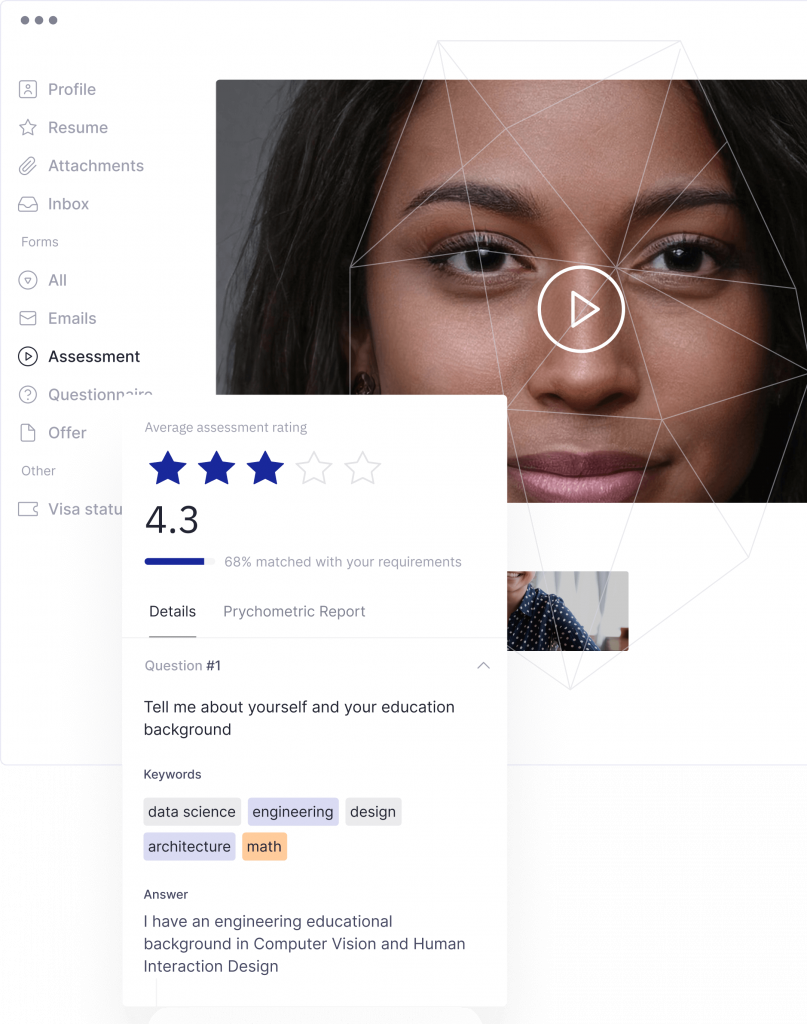 Profile
Resume
Attachments
Inbox
Forms
All
Emails
Assessment
Questionnaire
Offer
Other
Visa statu
Average assessment rating
4.3
68% matched with your requirements
Details
Prychometric Report
Question #1
Tell me about yourself and your education
background
Keywords
data science
engineering
design
architecture
math
Answer
I have an engineering educational
background in Computer Vision and Human
Interaction Design